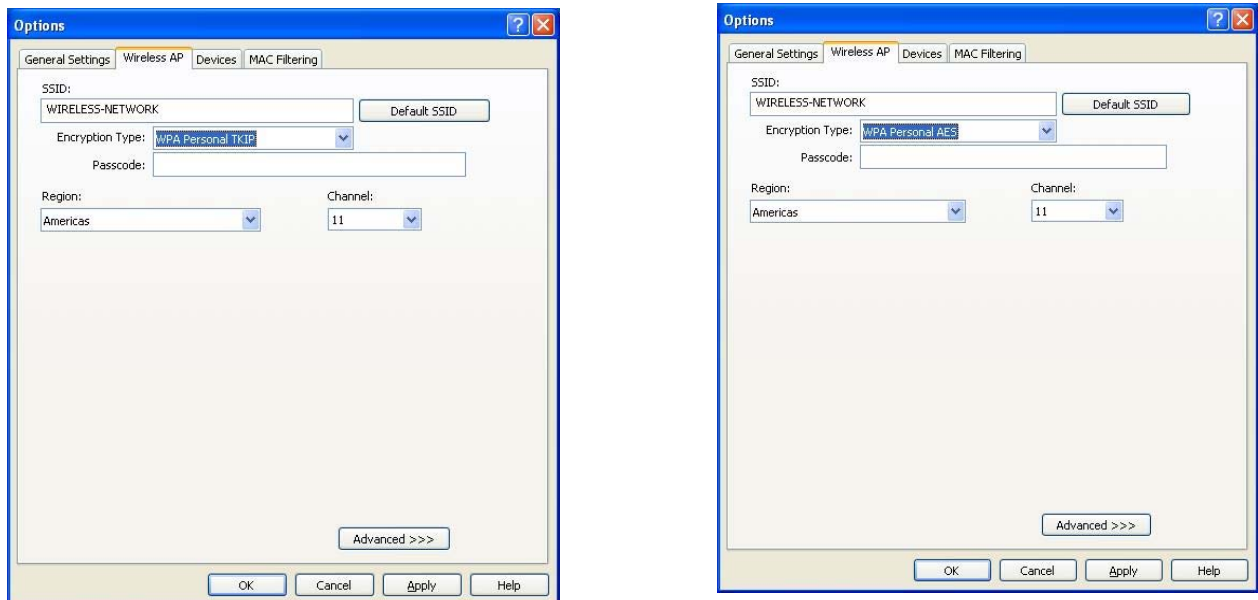 Options
General Settings Wireless AP Devices MAC Filtering
SSID:
WIRELESS-NETWORK Default SSID
Encryption Type: WPA Personal TKIP
Passcode:
Region: Channel:
Americas 11
Advanced >>>
OK Cancel Apply Help
Options
General Settings Wireless AP Devices MAC Filtering
SSID:
WIRELESS-NETWORK Default SSID
Encryption Type: WPA Personal AES
Passcode:
Region: Channel:
Americas 11
Advanced >>>
OK Cancel Apply Help